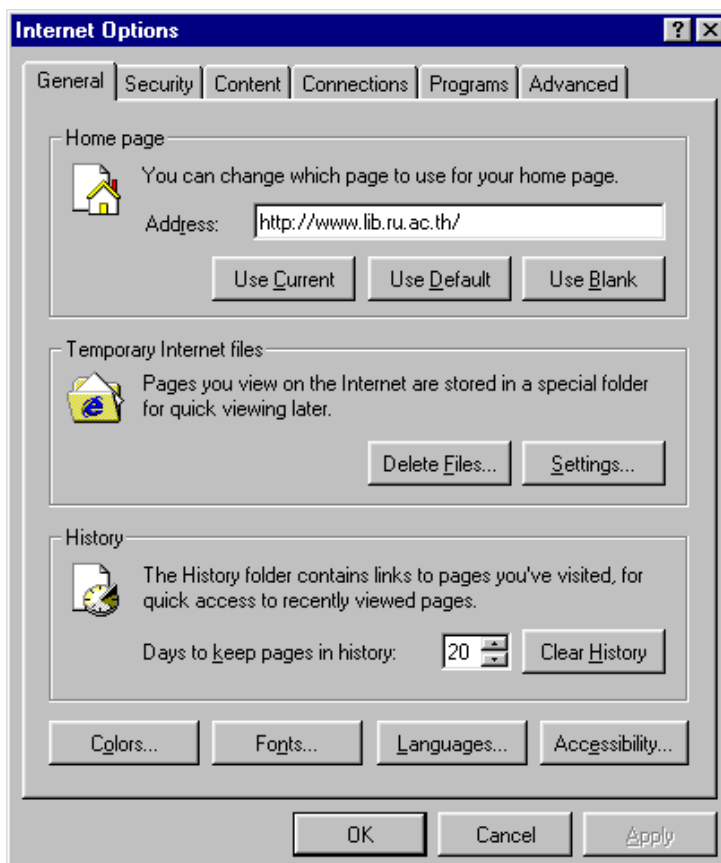 Internet Options
General Security Content Connections Programs Advanced
Home page
You can change which page to use for your home page.
Address: http://www.lib.ru.ac.th/
Use Current Use Default Use Blank
Temporary Internet files
Pages you view on the Internet are stored in a special folder
for quick viewing later.
Delete Files... Settings...
History
The History folder contains links to pages you've visited, for
quick access to recently viewed pages.
Days to keep pages in history: 20 Clear History
Colors... Fonts... Languages... Accessibility...
OK Cancel Apply